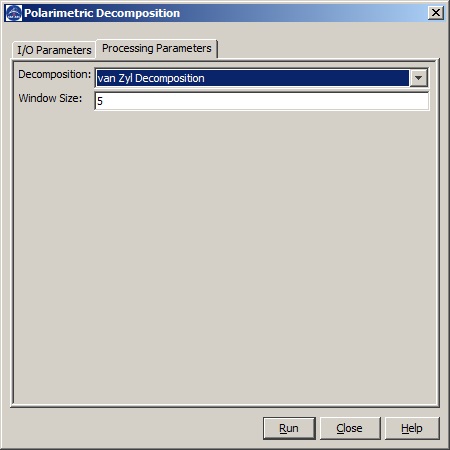 Polarimetric Decomposition
I/O Parameters
Processing Parameters
Decomposition: van Zyl Decomposition
Window Size: 5
Run
Close
Help